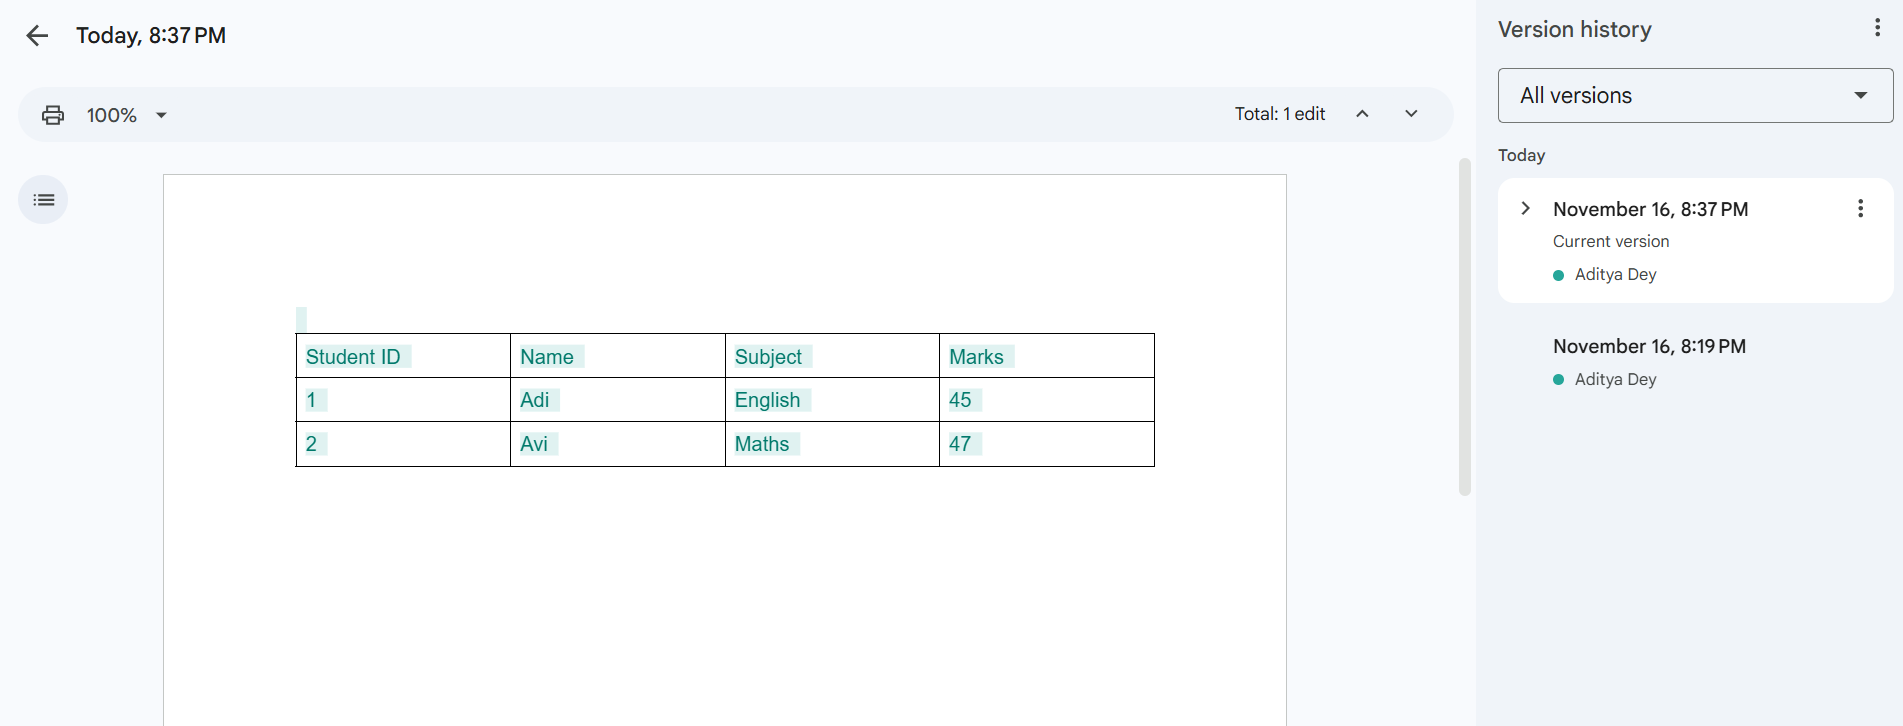 Today, 8:37 PM
100%
Total: 1 edit
Student ID Name Subject Marks
1 Adi English 45
2 Avi Maths 47
Version history
All versions
Today
November 16, 8:37 PM
Current version
Aditya Dey
November 16, 8:19 PM
Aditya Dey